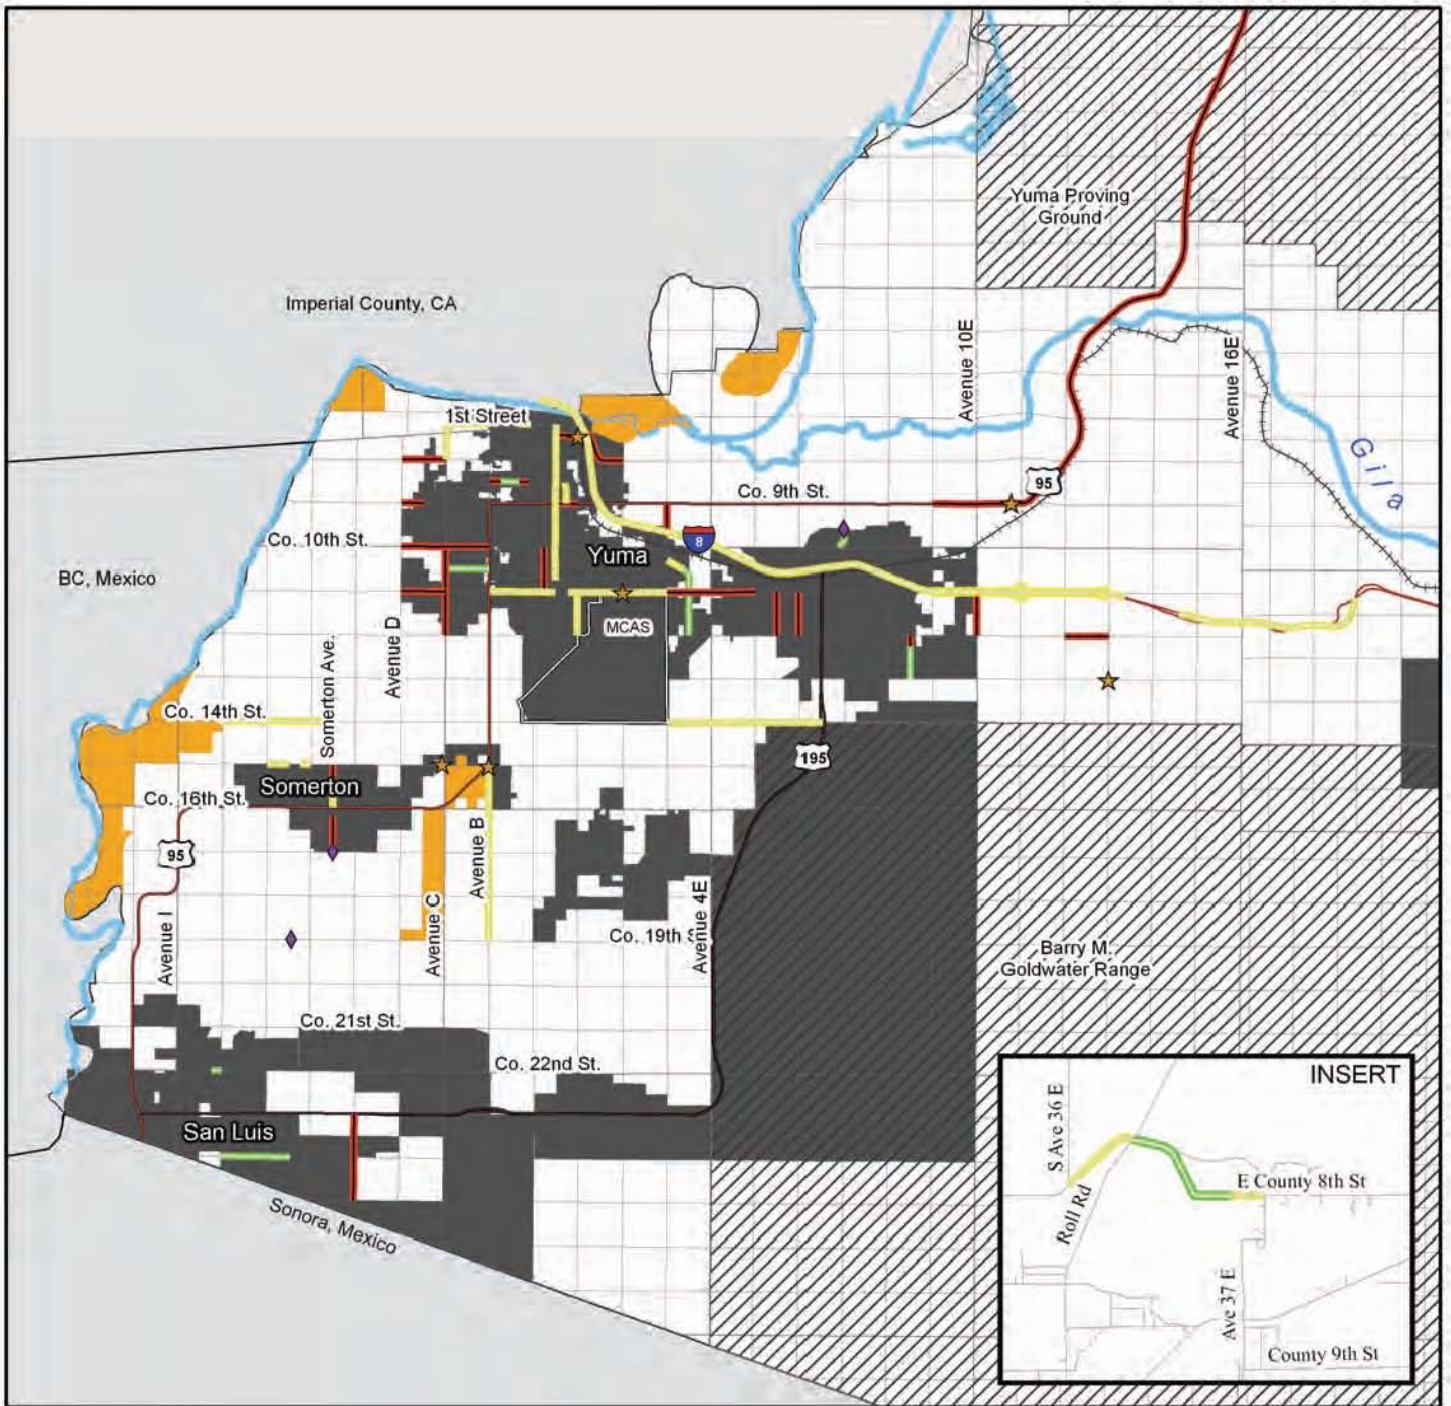 Yuma Proving
Ground
Imperial County, CA
Avenue 10E
Avenue 16E
1st Street
Gila
95
Co. 9th St.
Co. 10th St.
8
Yuma
BC, Mexico
MCAS
Avenue D
Somerton Ave.
Co. 14th St.
195
Somerton
Co. 16th St.
95
Avenue B
Avenue I
Avenue C
Co. 19th S
Avenue 4E
Barry M.
Goldwater Range
Co. 21st St.
Co. 22nd St.
San Luis
Sonora, Mexico
INSERT
S Ave 36 E
Roll Rd
E County 8th St
Ave 37 E
County 9th St